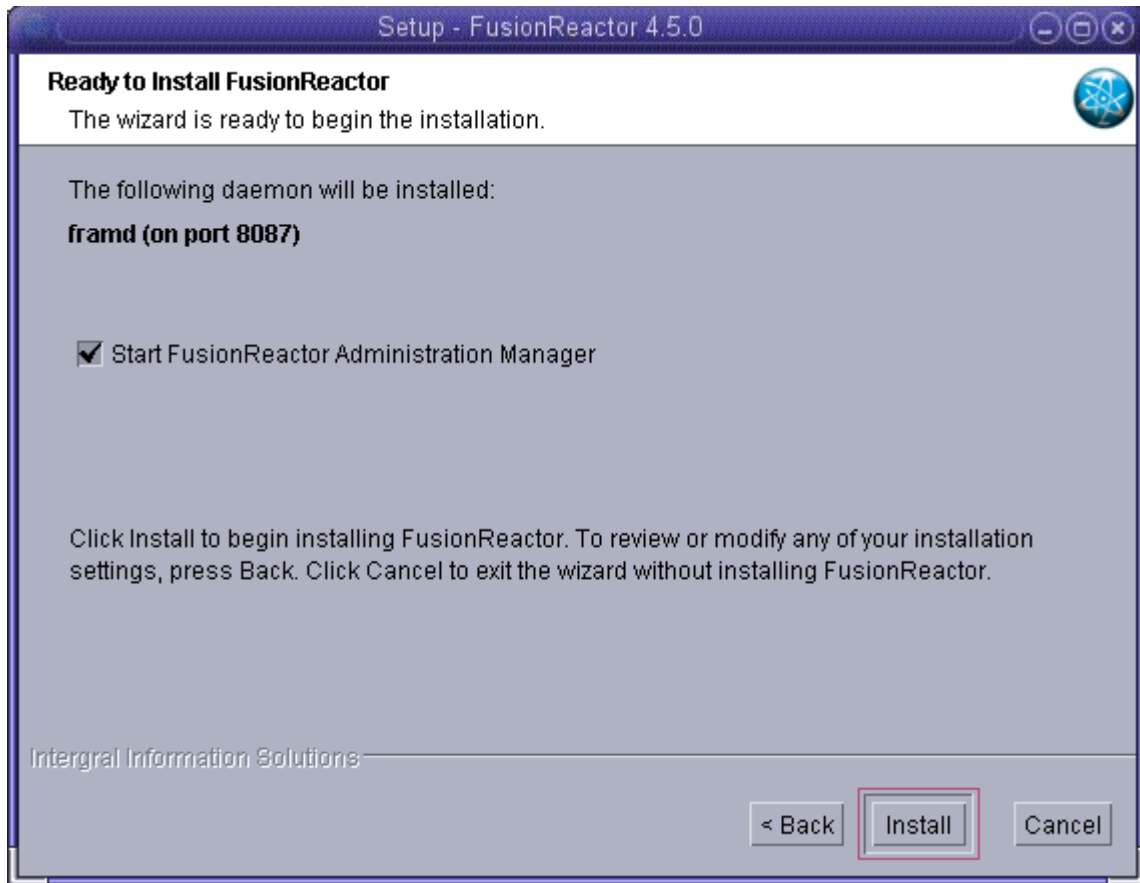 Setup - FusionReactor 4.5.0
Ready to Install FusionReactor
The wizard is ready to begin the installation.
The following daemon will be installed:
framd (on port 8087)
Start FusionReactor Administration Manager
Click Install to begin installing FusionReactor. To review or modify any of your installation
settings, press Back. Click Cancel to exit the wizard without installing FusionReactor.
Intergral Information Solutions
< Back
Install
Cancel